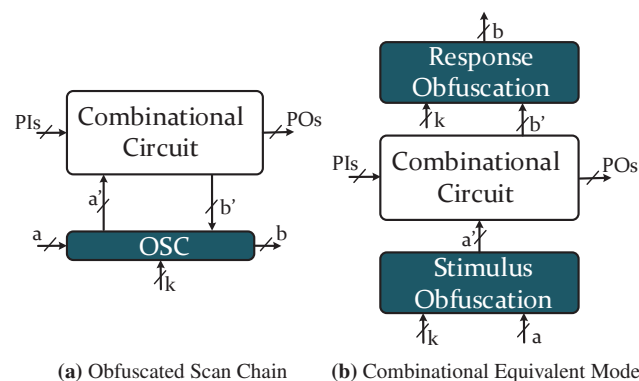 PIs
Combinational
Circuit
POs
a'
b'
a
OSC
b
k
(a) Obfuscated Scan Chain
b
Response
Obfuscation
k
b'
PIs
Combinational
Circuit
POs
a'
Stimulus
Obfuscation
k
a
(b) Combinational Equivalent Mode